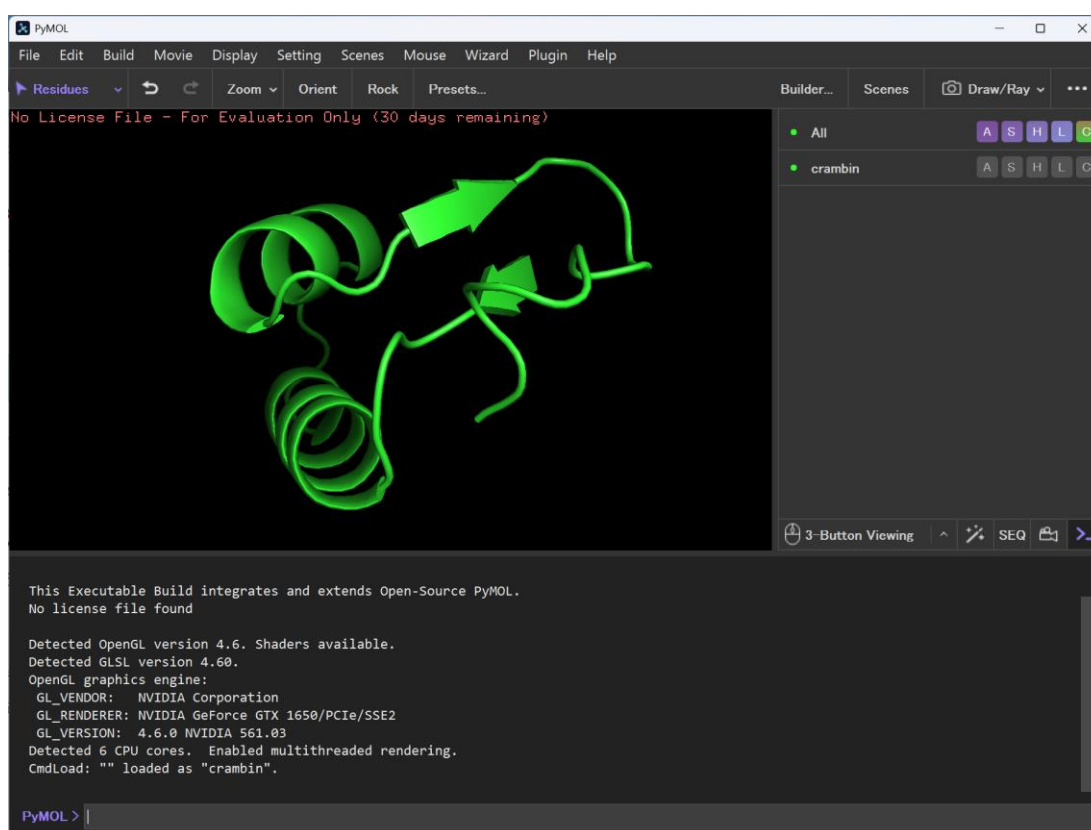 PyMOL
File Edit Build Movie Display Setting Scenes Mouse Wizard Plugin Help
Residues Zoom Orient Rock Presets... Builder... Scenes Draw/Ray
No License File - For Evaluation Only (30 days remaining)
All A S H L C
crambin A S H L C
3-Button Viewing SEQ
This Executable Build integrates and extends Open-Source PyMOL.
No license file found
Detected OpenGL version 4.6. Shaders available.
Detected GLSL version 4.60.
OpenGL graphics engine:
GL_VENDOR: NVIDIA Corporation
GL_RENDERER: NVIDIA GeForce GTX 1650/PCIe/SSE2
GL_VERSION: 4.6.0 NVIDIA 561.03
Detected 6 CPU cores. Enabled multithreaded rendering.
CmdLoad: "" loaded as "crambin".
PyMOL>